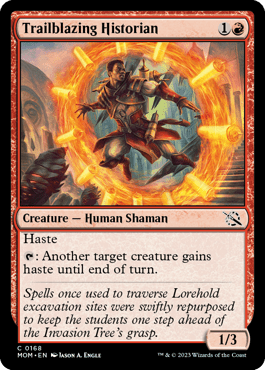 Trailblazing Historian 1
Creature — Human Shaman
Haste
: Another target creature gains
haste until end of turn.
Spells once used to traverse Lorehold
excavation sites were swiftly repurposed
to keep the students one step ahead of
the Invasion Tree's grasp.
1/3
C 0168
MOM • EN Jason A. Engle
™ & © 2023 Wizards of the Coast